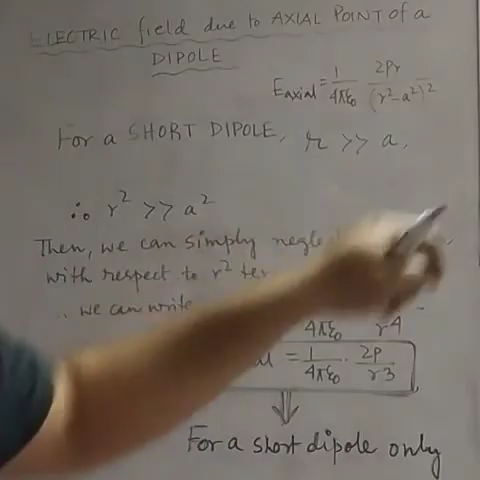 ELECTRIC field due to AXIAL POINT of a
DIPOLE
Eaxial = 1/4πε₀ 2Pr/(r²-a²)²
For a SHORT DIPOLE, r >> a,
∴ r² >> a²
Then, we can simply
with respect to r²
∴ we can write
4πε₀ r4
= 1/4πε₀ · 2P/r3
For a short dipole only